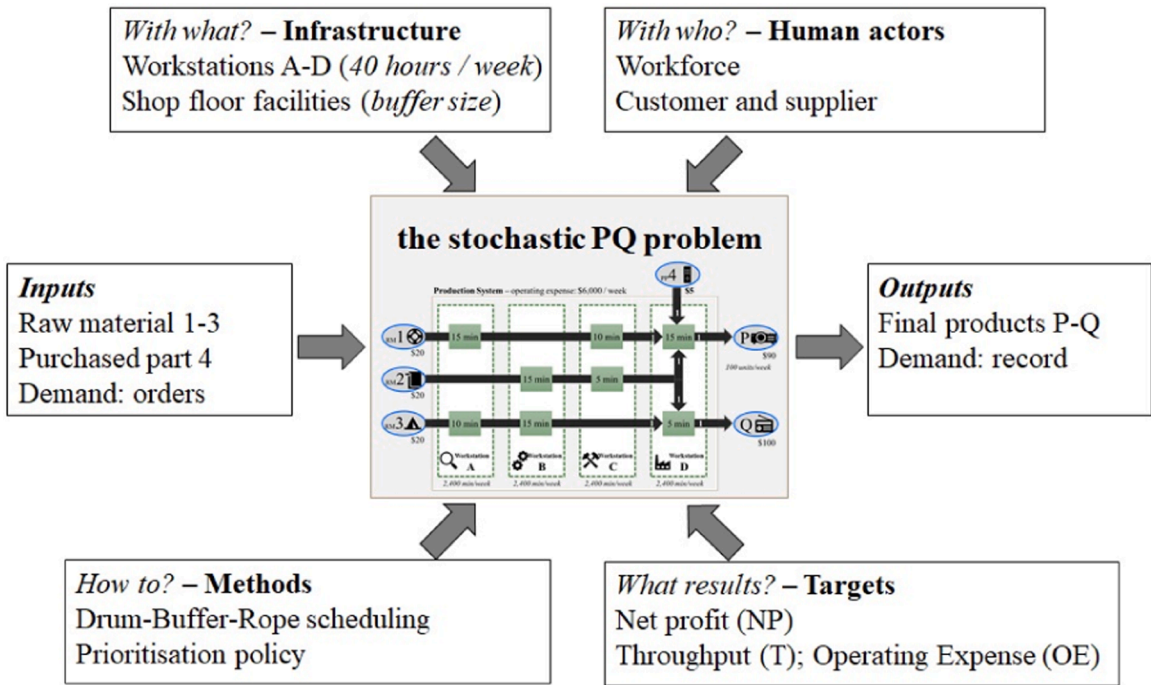 With what? – Infrastructure
Workstations A-D (40 hours / week)
Shop floor facilities (buffer size)
With who? – Human actors
Workforce
Customer and supplier
the stochastic PQ problem
PP4
$5
Production System – operating expense: $6,000 / week
RM1
$20
15 min
10 min
15 min
P
$90
100 units/week
RM2
$20
15 min
5 min
RM3
$20
10 min
15 min
5 min
Q
$100
Workstation A
Workstation B
Workstation C
Workstation D
2,400 min/week
2,400 min/week
2,400 min/week
2,400 min/week
Inputs
Raw material 1-3
Purchased part 4
Demand: orders
Outputs
Final products P-Q
Demand: record
How to? – Methods
Drum-Buffer-Rope scheduling
Prioritisation policy
What results? – Targets
Net profit (NP)
Throughput (T); Operating Expense (OE)